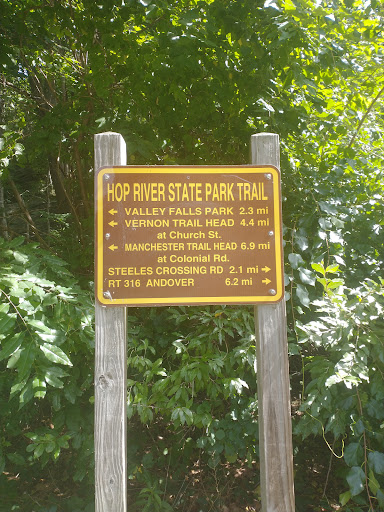 HOP RIVER STATE PARK TRAIL
← VALLEY FALLS PARK 2.3 mi
← VERNON TRAIL HEAD 4.4 mi
at Church St.
← MANCHESTER TRAIL HEAD 6.9 mi
at Colonial Rd.
STEELES CROSSING RD 2.1 mi →
RT 316 ANDOVER 6.2 mi →